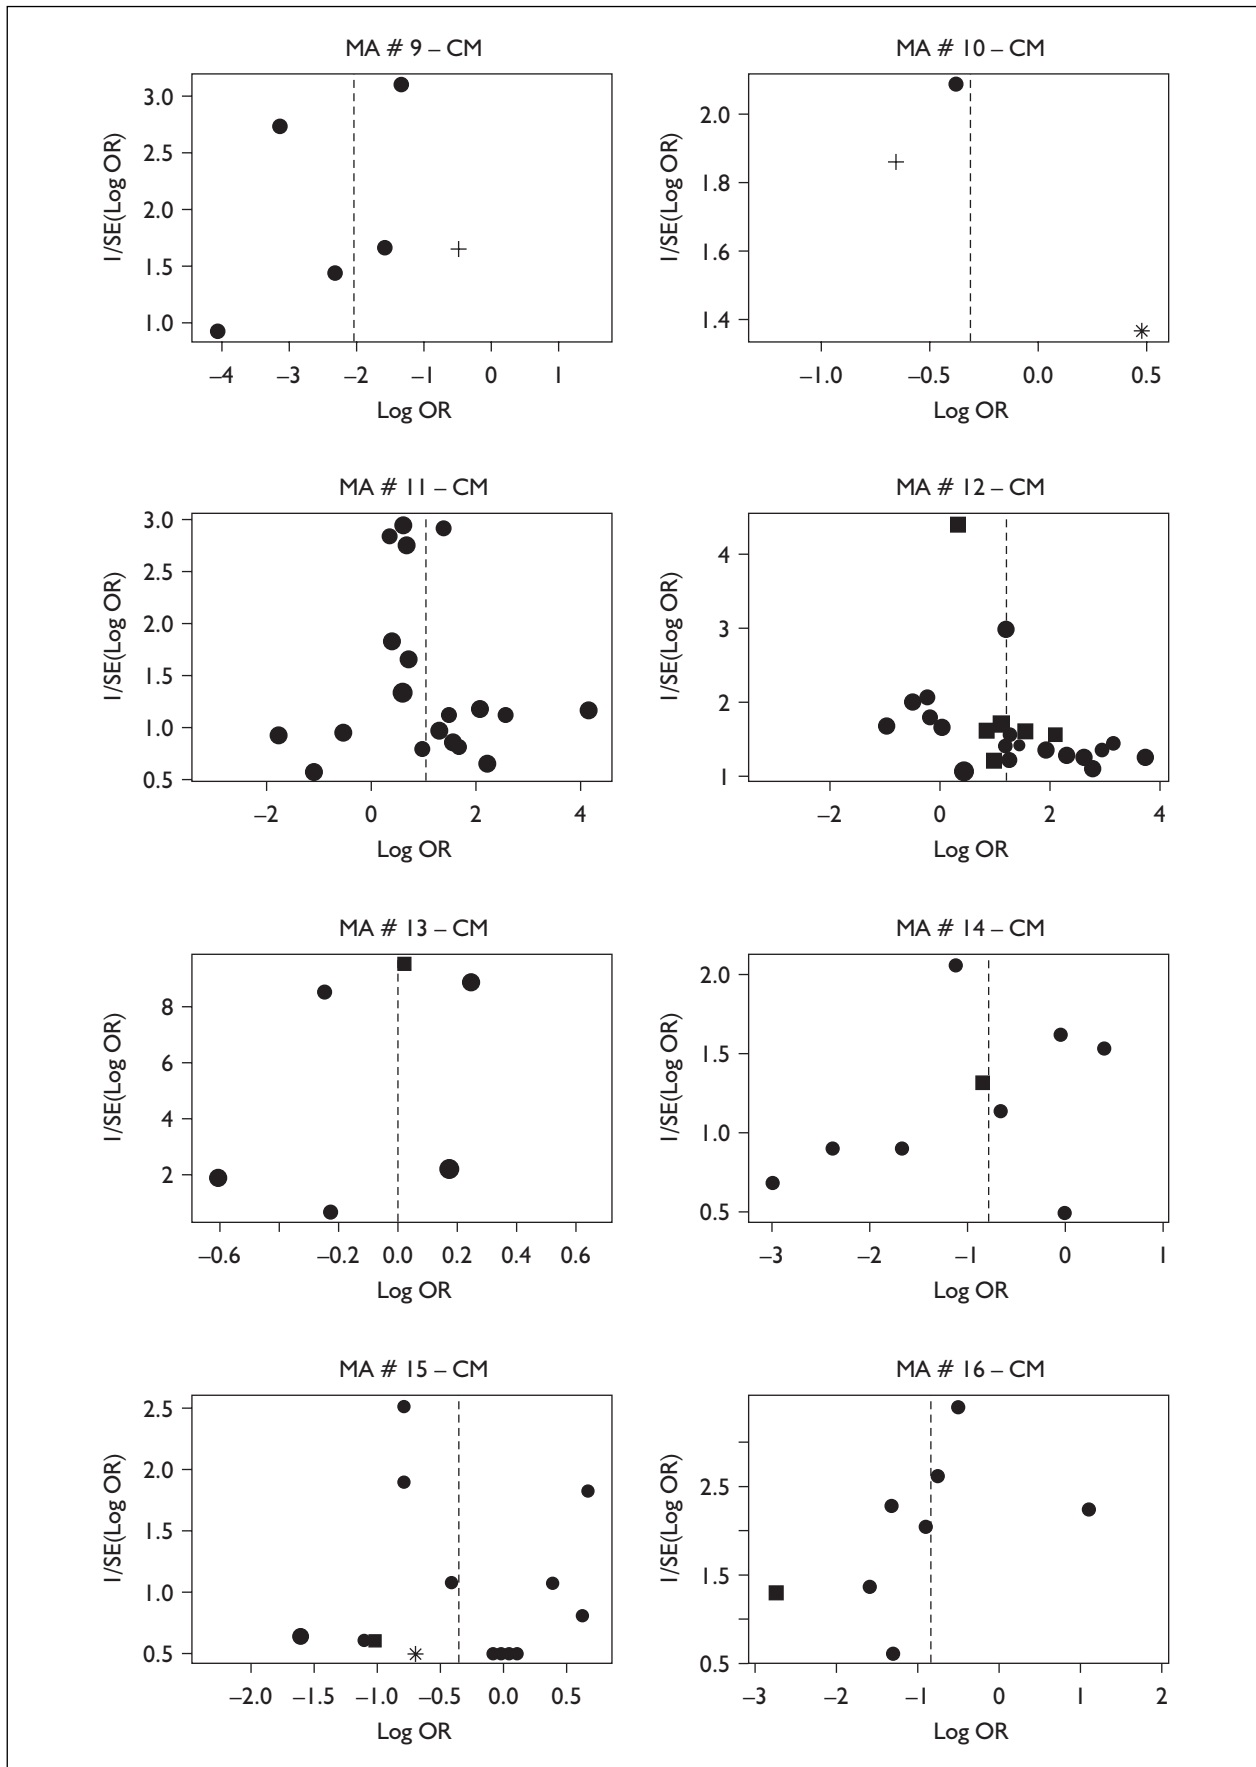 MA # 9 – CM
3.0
2.5
2.0
1.5
1.0
1/SE(Log OR)
–4 –3 –2 –1 0 1
Log OR
MA # 10 – CM
2.0
1.8
1.6
1.4
1/SE(Log OR)
–1.0 –0.5 0.0 0.5
Log OR
MA # 11 – CM
3.0
2.5
2.0
1.5
1.0
0.5
1/SE(Log OR)
–2 0 2 4
Log OR
MA # 12 – CM
4
3
2
1
1/SE(Log OR)
–2 0 2 4
Log OR
MA # 13 – CM
8
6
4
2
1/SE(Log OR)
–0.6 –0.2 0.0 0.2 0.4 0.6
Log OR
MA # 14 – CM
2.0
1.5
1.0
0.5
1/SE(Log OR)
–3 –2 –1 0 1
Log OR
MA # 15 – CM
2.5
2.0
1.5
1.0
0.5
1/SE(Log OR)
–2.0 –1.5 –1.0 –0.5 0.0 0.5
Log OR
MA # 16 – CM
2.5
1.5
0.5
1/SE(Log OR)
–3 –2 –1 0 1 2
Log OR